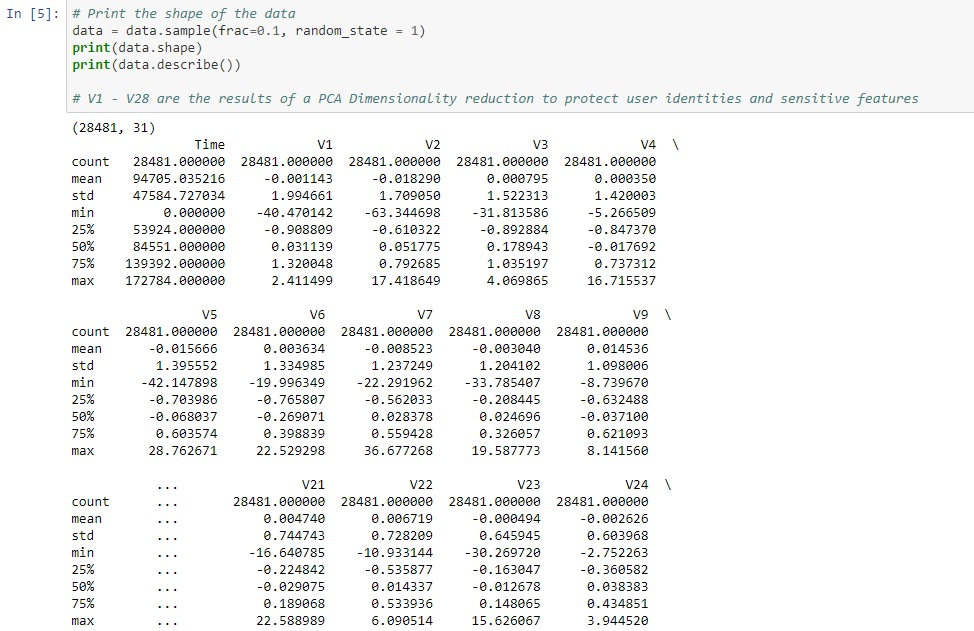 In [5]: # Print the shape of the data
data = data.sample(frac=0.1, random_state = 1)
print(data.shape)
print(data.describe())
# V1 - V28 are the results of a PCA Dimensionality reduction to protect user identities and sensitive features
(28481, 31)
Time V1 V2 V3 V4 \
count 28481.000000 28481.000000 28481.000000 28481.000000 28481.000000
mean 94705.035216 -0.001143 -0.018290 0.000795 0.000350
std 47584.727034 1.994661 1.709050 1.522313 1.420003
min 0.000000 -40.470142 -63.344698 -31.813586 -5.266509
25% 53924.000000 -0.908809 -0.610322 -0.892884 -0.847370
50% 84551.000000 0.031139 0.051775 0.178943 -0.017692
75% 139392.000000 1.320048 0.792685 1.035197 0.737312
max 172784.000000 2.411499 17.418649 4.069865 16.715537
V5 V6 V7 V8 V9 \
count 28481.000000 28481.000000 28481.000000 28481.000000 28481.000000
mean -0.015666 0.003634 -0.008523 -0.003040 0.014536
std 1.395552 1.334985 1.237249 1.204102 1.098006
min -42.147898 -19.996349 -22.291962 -33.785407 -8.739670
25% -0.703986 -0.765807 -0.562033 -0.208445 -0.632488
50% -0.068037 -0.269071 0.028378 0.024696 -0.037100
75% 0.603574 0.398839 0.559428 0.326057 0.621093
max 28.762671 22.529298 36.677268 19.587773 8.141560
... V21 V22 V23 V24 \
count ... 28481.000000 28481.000000 28481.000000 28481.000000
mean ... 0.004740 0.006719 -0.000494 -0.002626
std ... 0.744743 0.728209 0.645945 0.603968
min ... -16.640785 -10.933144 -30.269720 -2.752263
25% ... -0.224842 -0.535877 -0.163047 -0.360582
50% ... -0.029075 0.014337 -0.012678 0.038383
75% ... 0.189068 0.533936 0.148065 0.434851
max ... 22.588989 6.090514 15.626067 3.944520